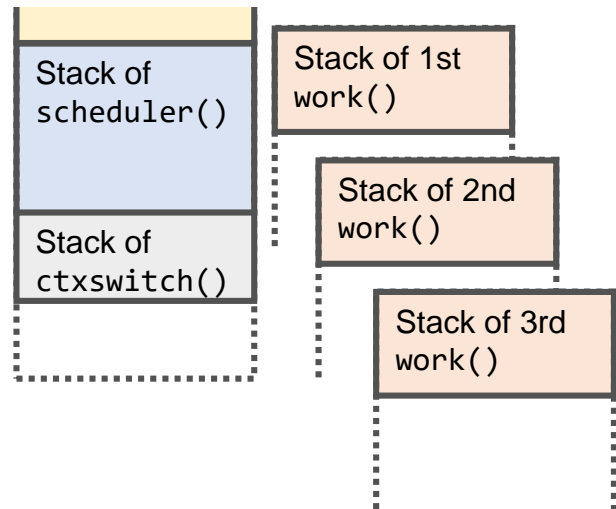 Stack of
scheduler()
Stack of
ctxswitch()
Stack of 1st
work()
Stack of 2nd
work()
Stack of 3rd
work()